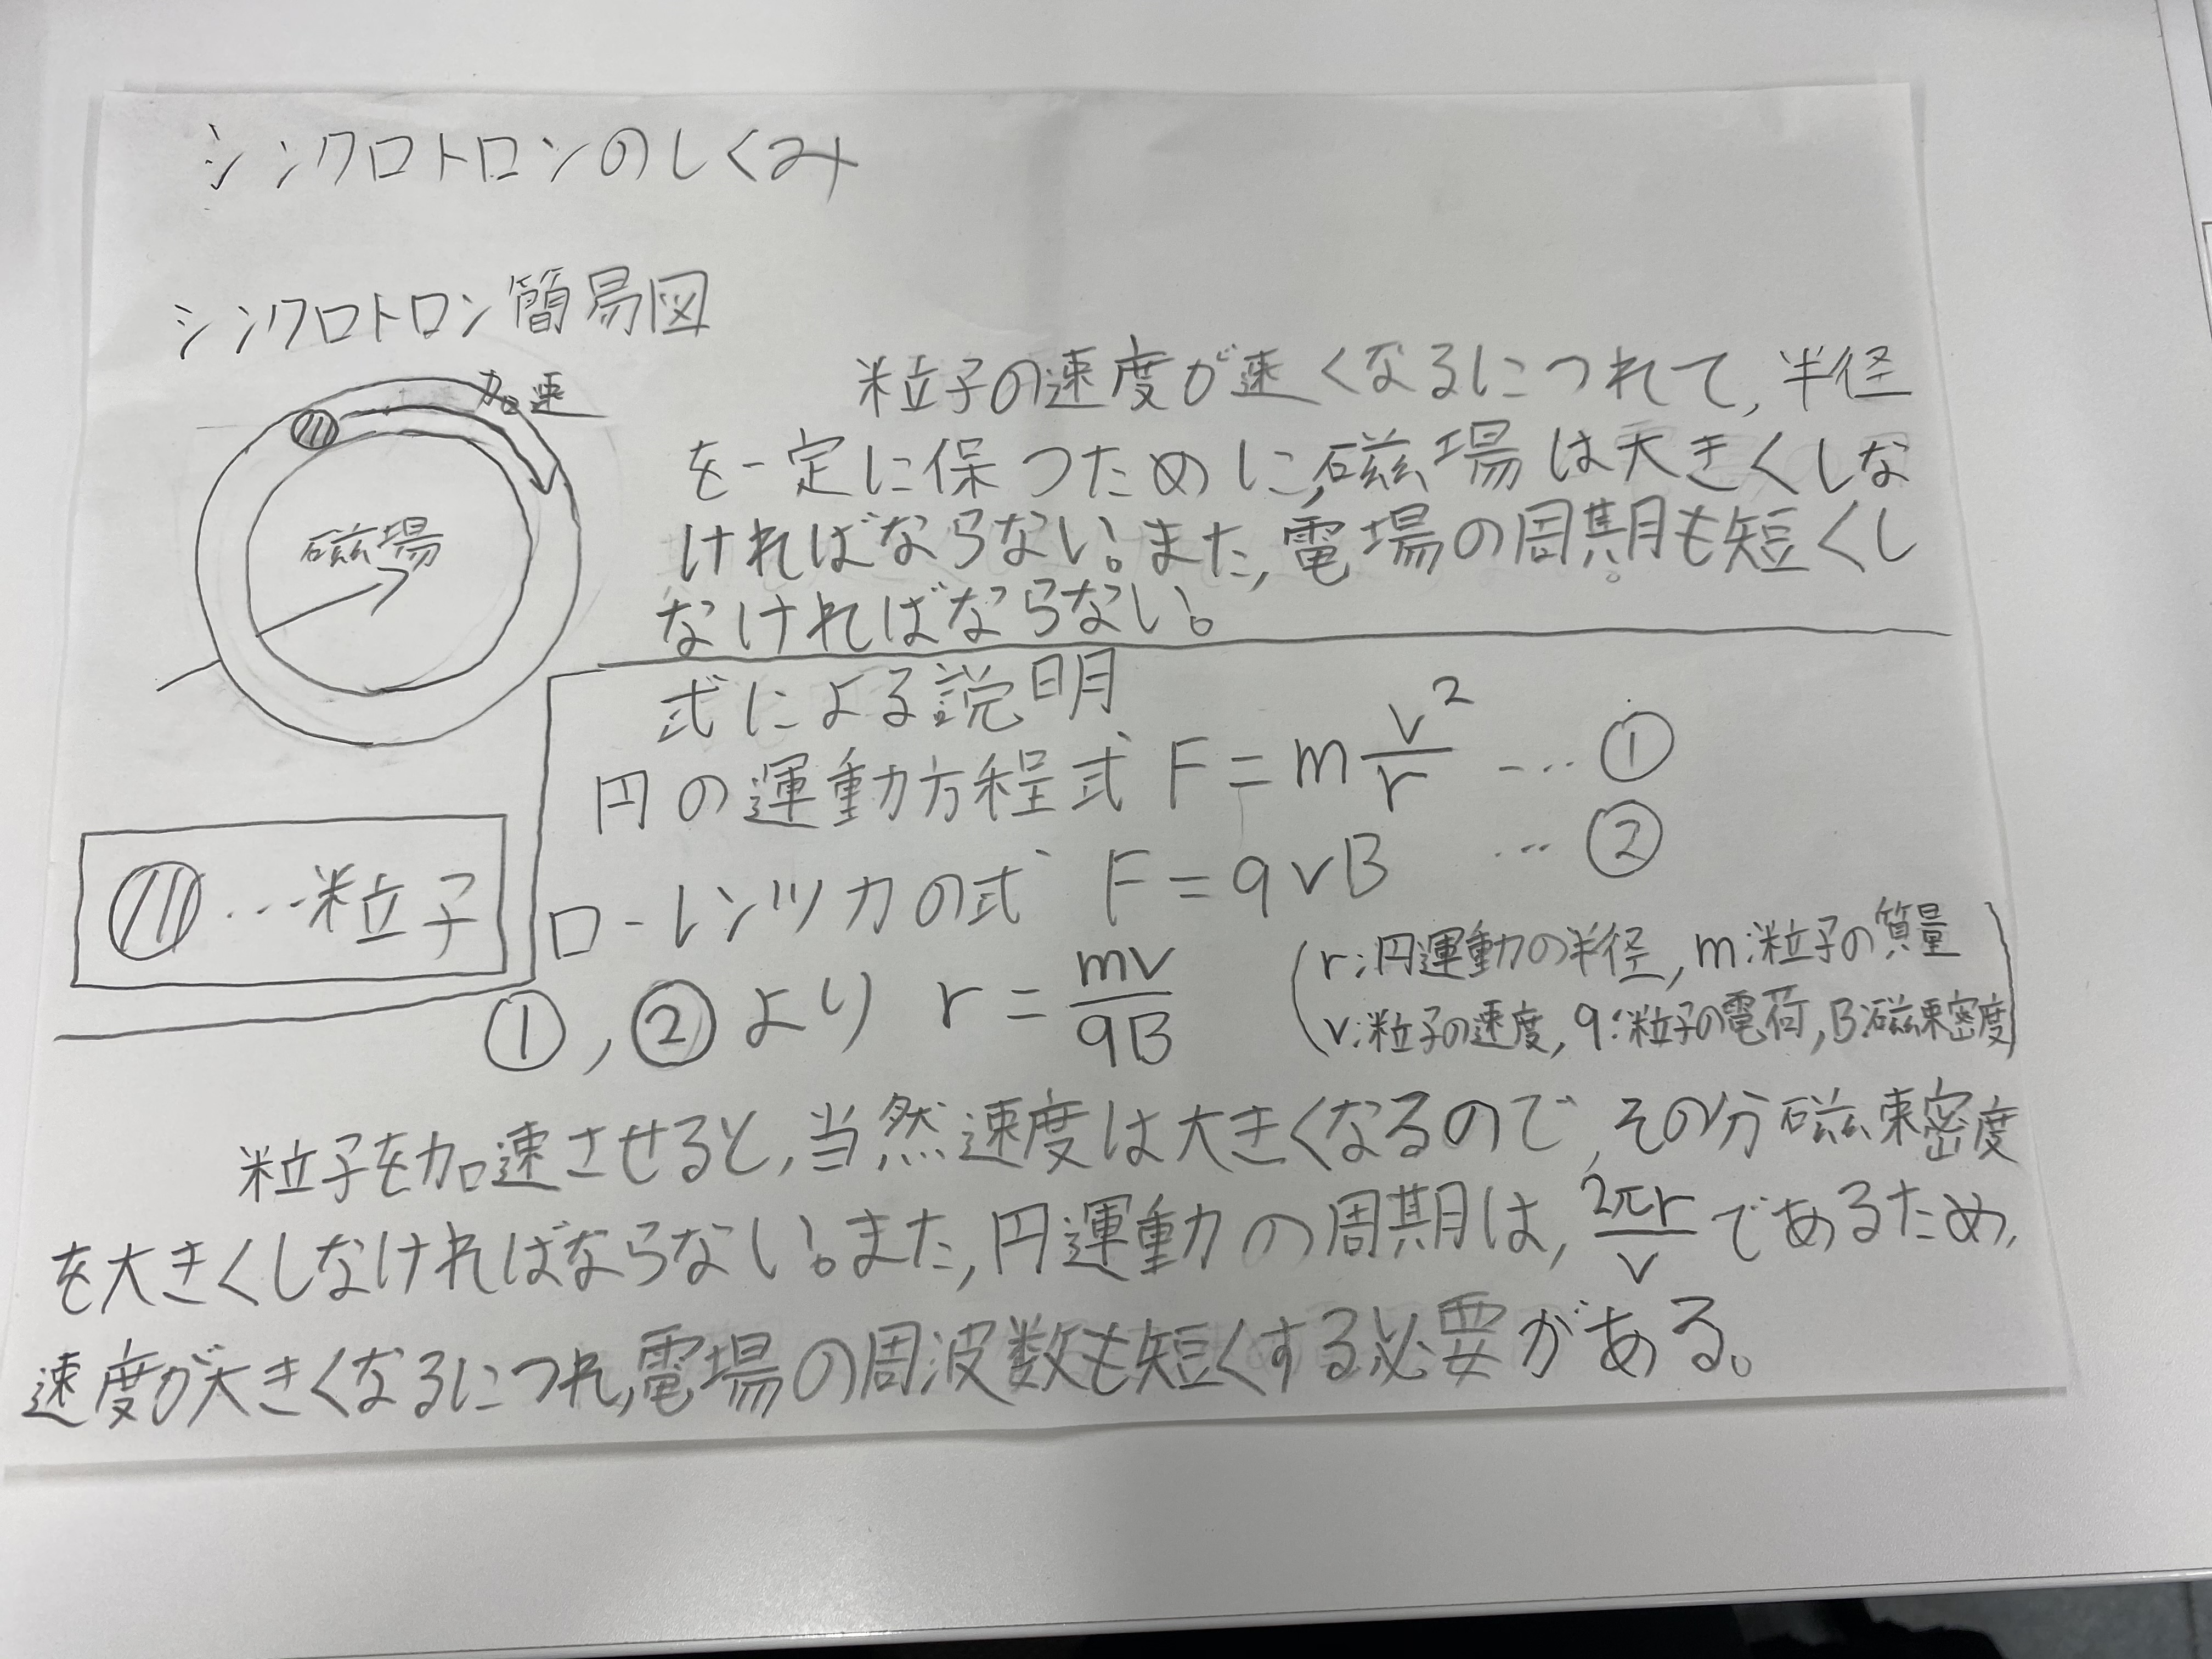 シンクロトロンのしくみ
シンクロトロン簡易図
加速
磁場
粒子の速度が速くなるにつれて,半径
を一定に保つために,磁場は大きくしな
ければならない。また,電場の周期も短くし
なければならない。
式による説明
円の運動方程式 F=m\frac{v^2}{r} … ①
ローレンツ力の式 F=qvB … ②
…粒子
①,②より r=\frac{mv}{qB}
(r:円運動の半径,m:粒子の質量
v:粒子の速度,q:粒子の電荷,B:磁束密度)
粒子を加速させると,当然速度は大きくなるので,その分磁束密度
を大きくしなければならない。また,円運動の周期は,\frac{2πr}{v}であるため,
速度が大きくなるにつれ,電場の周波数も短くする必要がある。